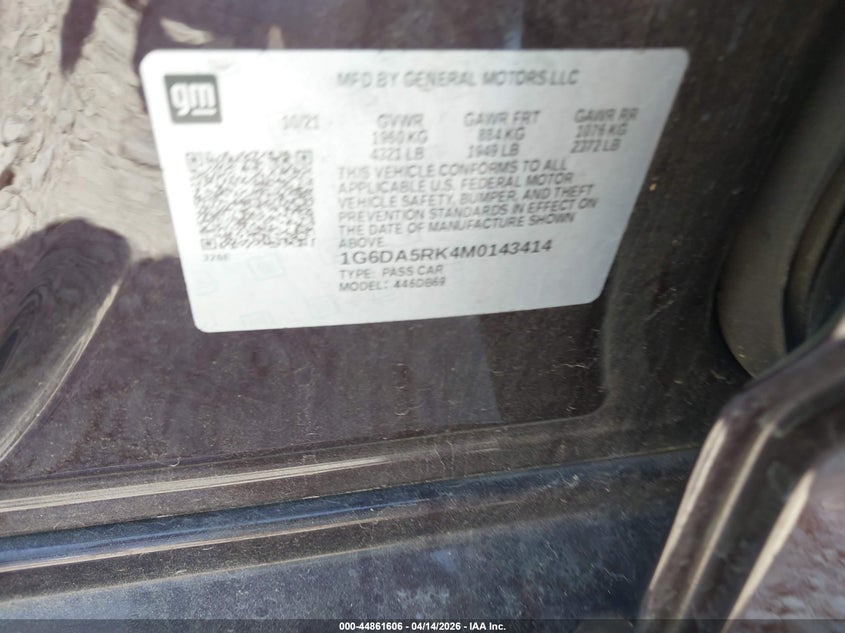 gm
MFD BY GENERAL MOTORS LLC
10/21 GVWR GAWR FRT GAWR RR
1960 KG 884 KG 1076 KG
4321 LB 1949 LB 2372 LB
THIS VEHICLE CONFORMS TO ALL
APPLICABLE U.S. FEDERAL MOTOR
VEHICLE SAFETY, BUMPER, AND THEFT
PREVENTION STANDARDS IN EFFECT ON
THE DATE OF MANUFACTURE SHOWN
ABOVE.
326E
1G6DA5RK4M0143414
TYPE: PASS CAR
MODEL: 446DB69
000-44861606 - 04/14/2026 - IAA Inc.